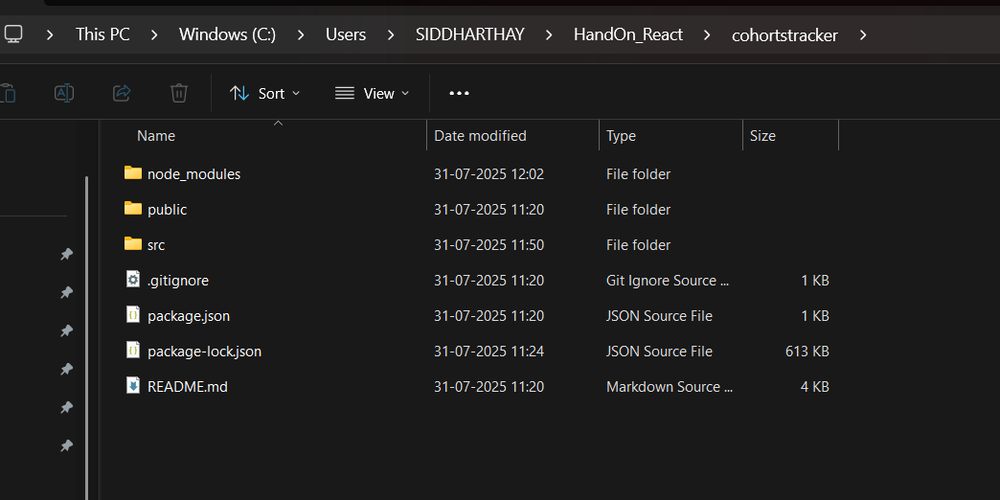 This PC > Windows (C:) > Users > SIDDHARTHAY > HandOn_React > cohortstracker >
Sort View
Name Date modified Type Size
node_modules 31-07-2025 12:02 File folder
public 31-07-2025 11:20 File folder
src 31-07-2025 11:50 File folder
.gitignore 31-07-2025 11:20 Git Ignore Source ... 1 KB
package.json 31-07-2025 11:20 JSON Source File 1 KB
package-lock.json 31-07-2025 11:24 JSON Source File 613 KB
README.md 31-07-2025 11:20 Markdown Source ... 4 KB